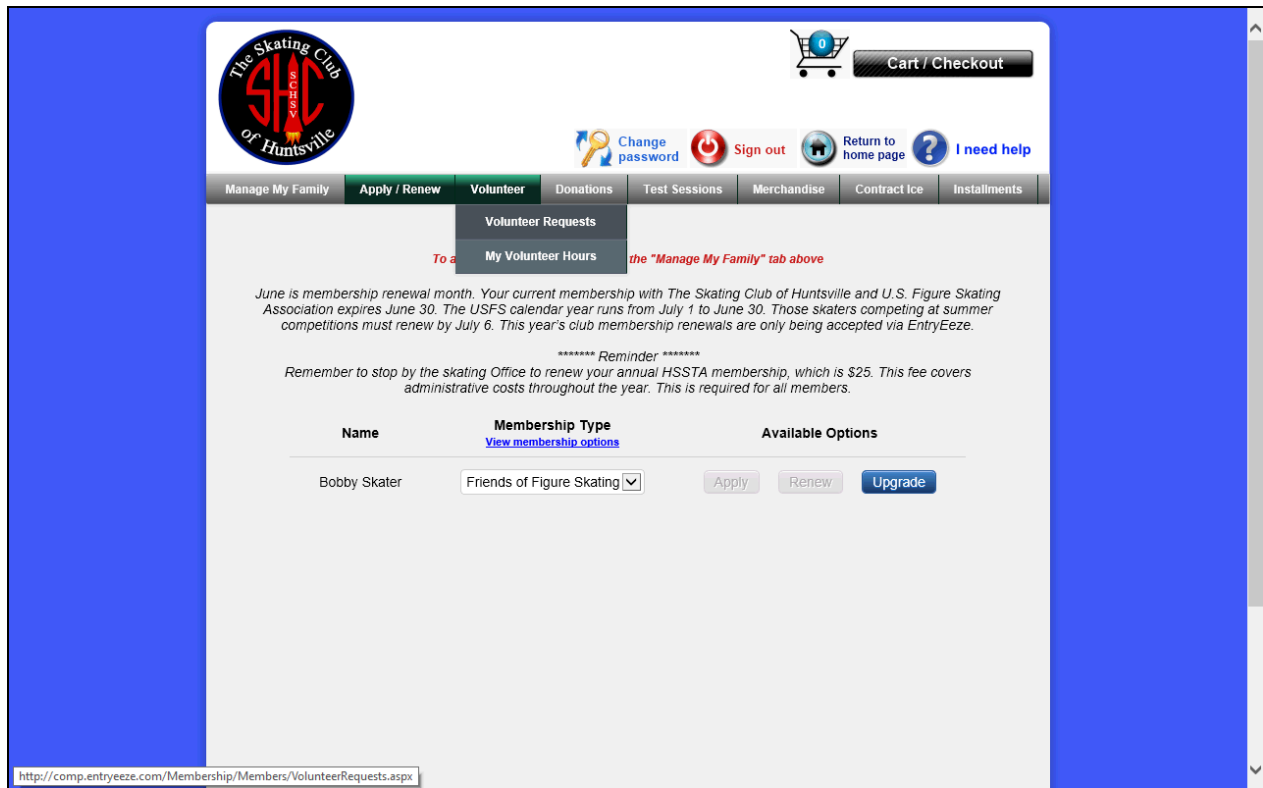 The Skating Club
SHC
SCHSV
of Huntsville
0
Cart / Checkout
Change
password
Sign out
Return to
home page
?
I need help
Manage My Family
Apply / Renew
Volunteer
Donations
Test Sessions
Merchandise
Contract Ice
Installments
Volunteer Requests
My Volunteer Hours
To a
the "Manage My Family" tab above
June is membership renewal month. Your current membership with The Skating Club of Huntsville and U.S. Figure Skating
Association expires June 30. The USFS calendar year runs from July 1 to June 30. Those skaters competing at summer
competitions must renew by July 6. This year's club membership renewals are only being accepted via EntryEeze.
******* Reminder *******
Remember to stop by the skating Office to renew your annual HSSTA membership, which is $25. This fee covers
administrative costs throughout the year. This is required for all members.
Name
Membership Type
View membership options
Available Options
Bobby Skater
Friends of Figure Skating
Apply
Renew
Upgrade
http://comp.entryeeze.com/Membership/Members/VolunteerRequests.aspx